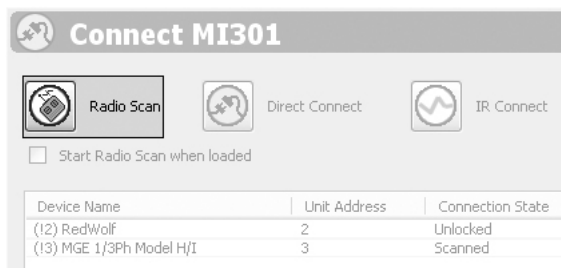 Connect MI301
Radio Scan Direct Connect IR Connect
Start Radio Scan when loaded
Device Name Unit Address Connection State
(!2) RedWolf 2 Unlocked
(!3) MGE 1/3Ph Model H/I 3 Scanned